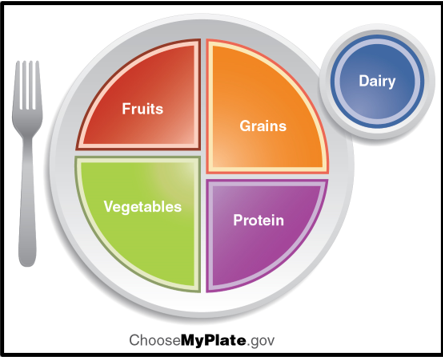 Fruits
Grains
Dairy
Vegetables
Protein
ChooseMyPlate.gov